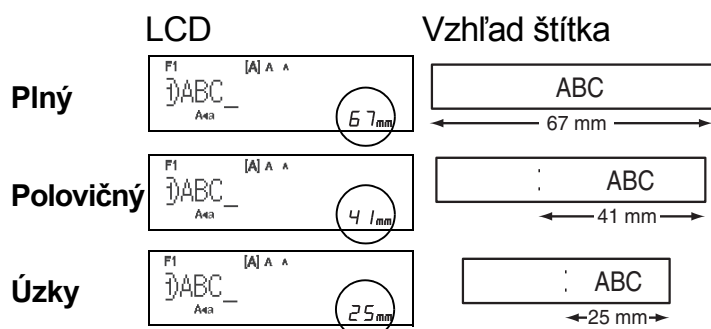 LCD Vzhľad štítka
Plný
F1 [A] A A
1)ABC_
A◂a
67mm
ABC
67 mm
Polovičný
F1 [A] A A
1)ABC_
A◂a
41mm
: ABC
41 mm
Úzky
F1 [A] A A
1)ABC_
A◂a
25mm
: ABC
25 mm